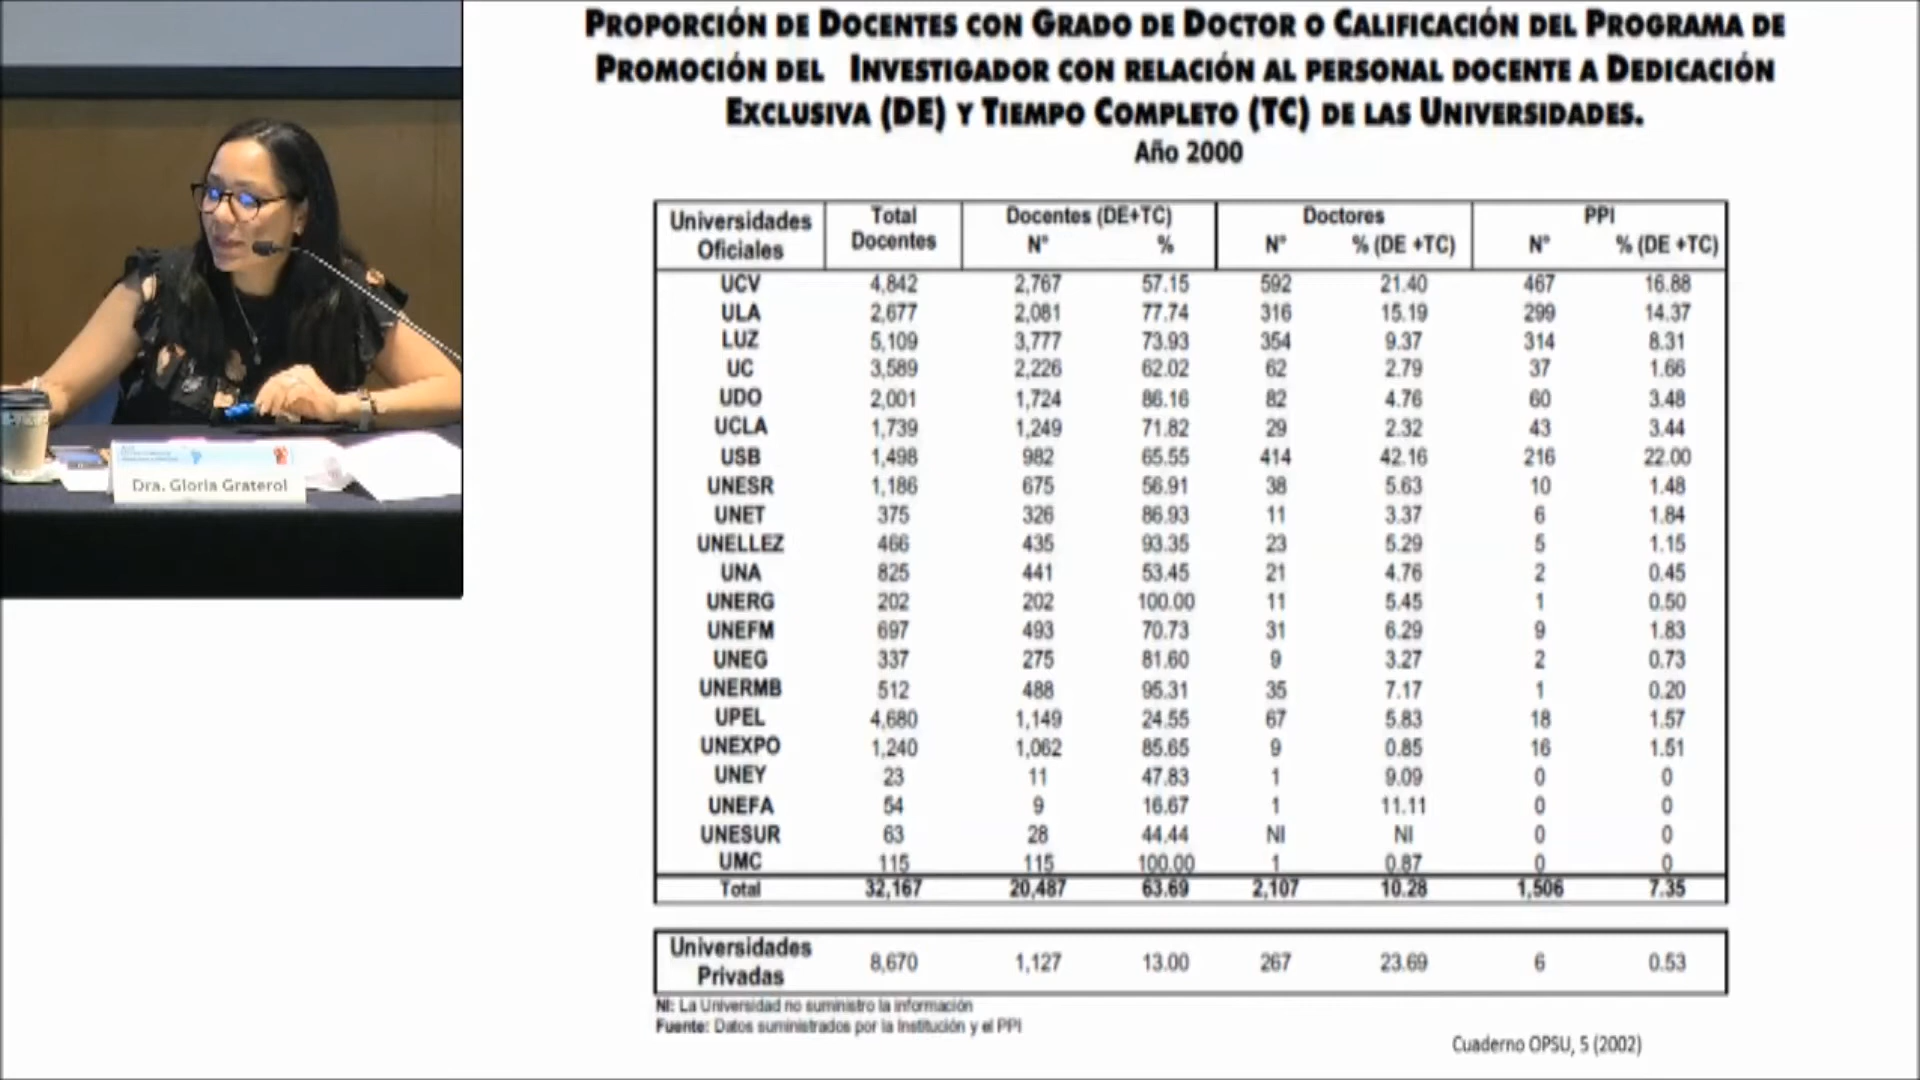 PROPORCIÓN DE DOCENTES CON GRADO DE DOCTOR O CALIFICACIÓN DEL PROGRAMA DE
PROMOCIÓN DEL INVESTIGADOR CON RELACIÓN AL PERSONAL DOCENTE A DEDICACIÓN
EXCLUSIVA (DE) Y TIEMPO COMPLETO (TC) DE LAS UNIVERSIDADES.
Año 2000
Universidades Oficiales Total Docentes Docentes (DE+TC) Doctores PPI
N° % N° % (DE +TC) N° % (DE +TC)
UCV 4,842 2,767 57.15 592 21.40 467 16.88
ULA 2,677 2,081 77.74 316 15.19 299 14.37
LUZ 5,109 3,777 73.93 354 9.37 314 8.31
UC 3,589 2,226 62.02 62 2.79 37 1.66
UDO 2,001 1,724 86.16 82 4.76 60 3.48
UCLA 1,739 1,249 71.82 29 2.32 43 3.44
USB 1,498 982 65.55 414 42.16 216 22.00
UNESR 1,186 675 56.91 38 5.63 10 1.48
UNET 375 326 86.93 11 3.37 6 1.84
UNELLEZ 466 435 93.35 23 5.29 5 1.15
UNA 825 441 53.45 21 4.76 2 0.45
UNERG 202 202 100.00 11 5.45 1 0.50
UNEFM 697 493 70.73 31 6.29 9 1.83
UNEG 337 275 81.60 9 3.27 2 0.73
UNERMB 512 488 95.31 35 7.17 1 0.20
UPEL 4,680 1,149 24.55 67 5.83 18 1.57
UNEXPO 1,240 1,062 85.65 9 0.85 16 1.51
UNEY 23 11 47.83 1 9.09 0 0
UNEFA 54 9 16.67 1 11.11 0 0
UNESUR 63 28 44.44 NI NI 0 0
UMC 115 115 100.00 1 0.87 0 0
Total 32,167 20,487 63.69 2,107 10.28 1,506 7.35
Universidades Privadas 8,670 1,127 13.00 267 23.69 6 0.53
NI: La Universidad no suministro la información
Fuente: Datos suministrados por la Institución y el PPI
Cuaderno OPSU, 5 (2002)
Dra. Gloria Graterol